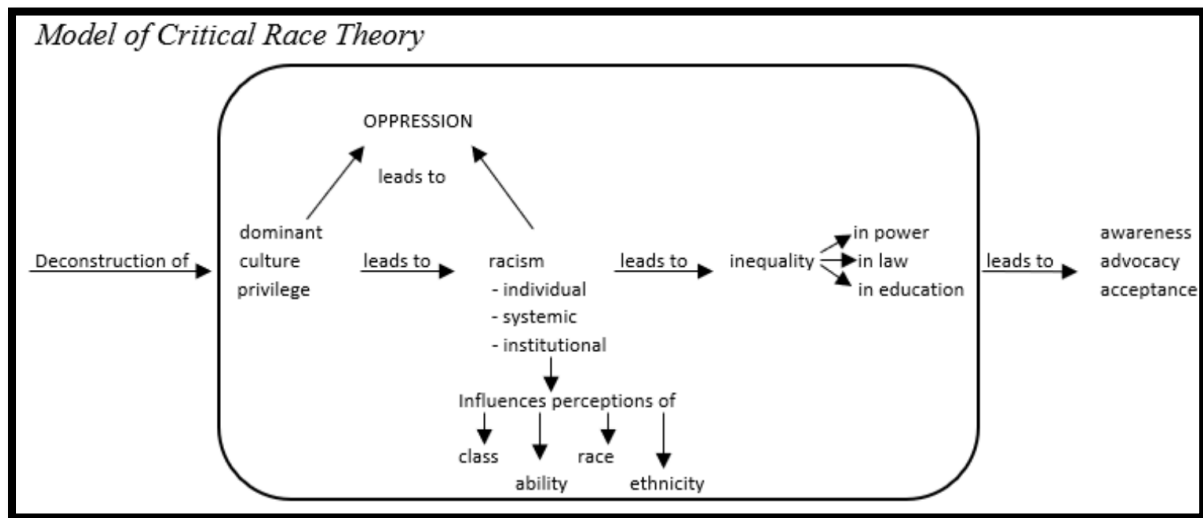 Model of Critical Race Theory
OPPRESSION
leads to
Deconstruction of
dominant
culture
privilege
leads to
racism
- individual
- systemic
- institutional
leads to
inequality
in power
in law
in education
leads to
awareness
advocacy
acceptance
Influences perceptions of
class
race
ability
ethnicity